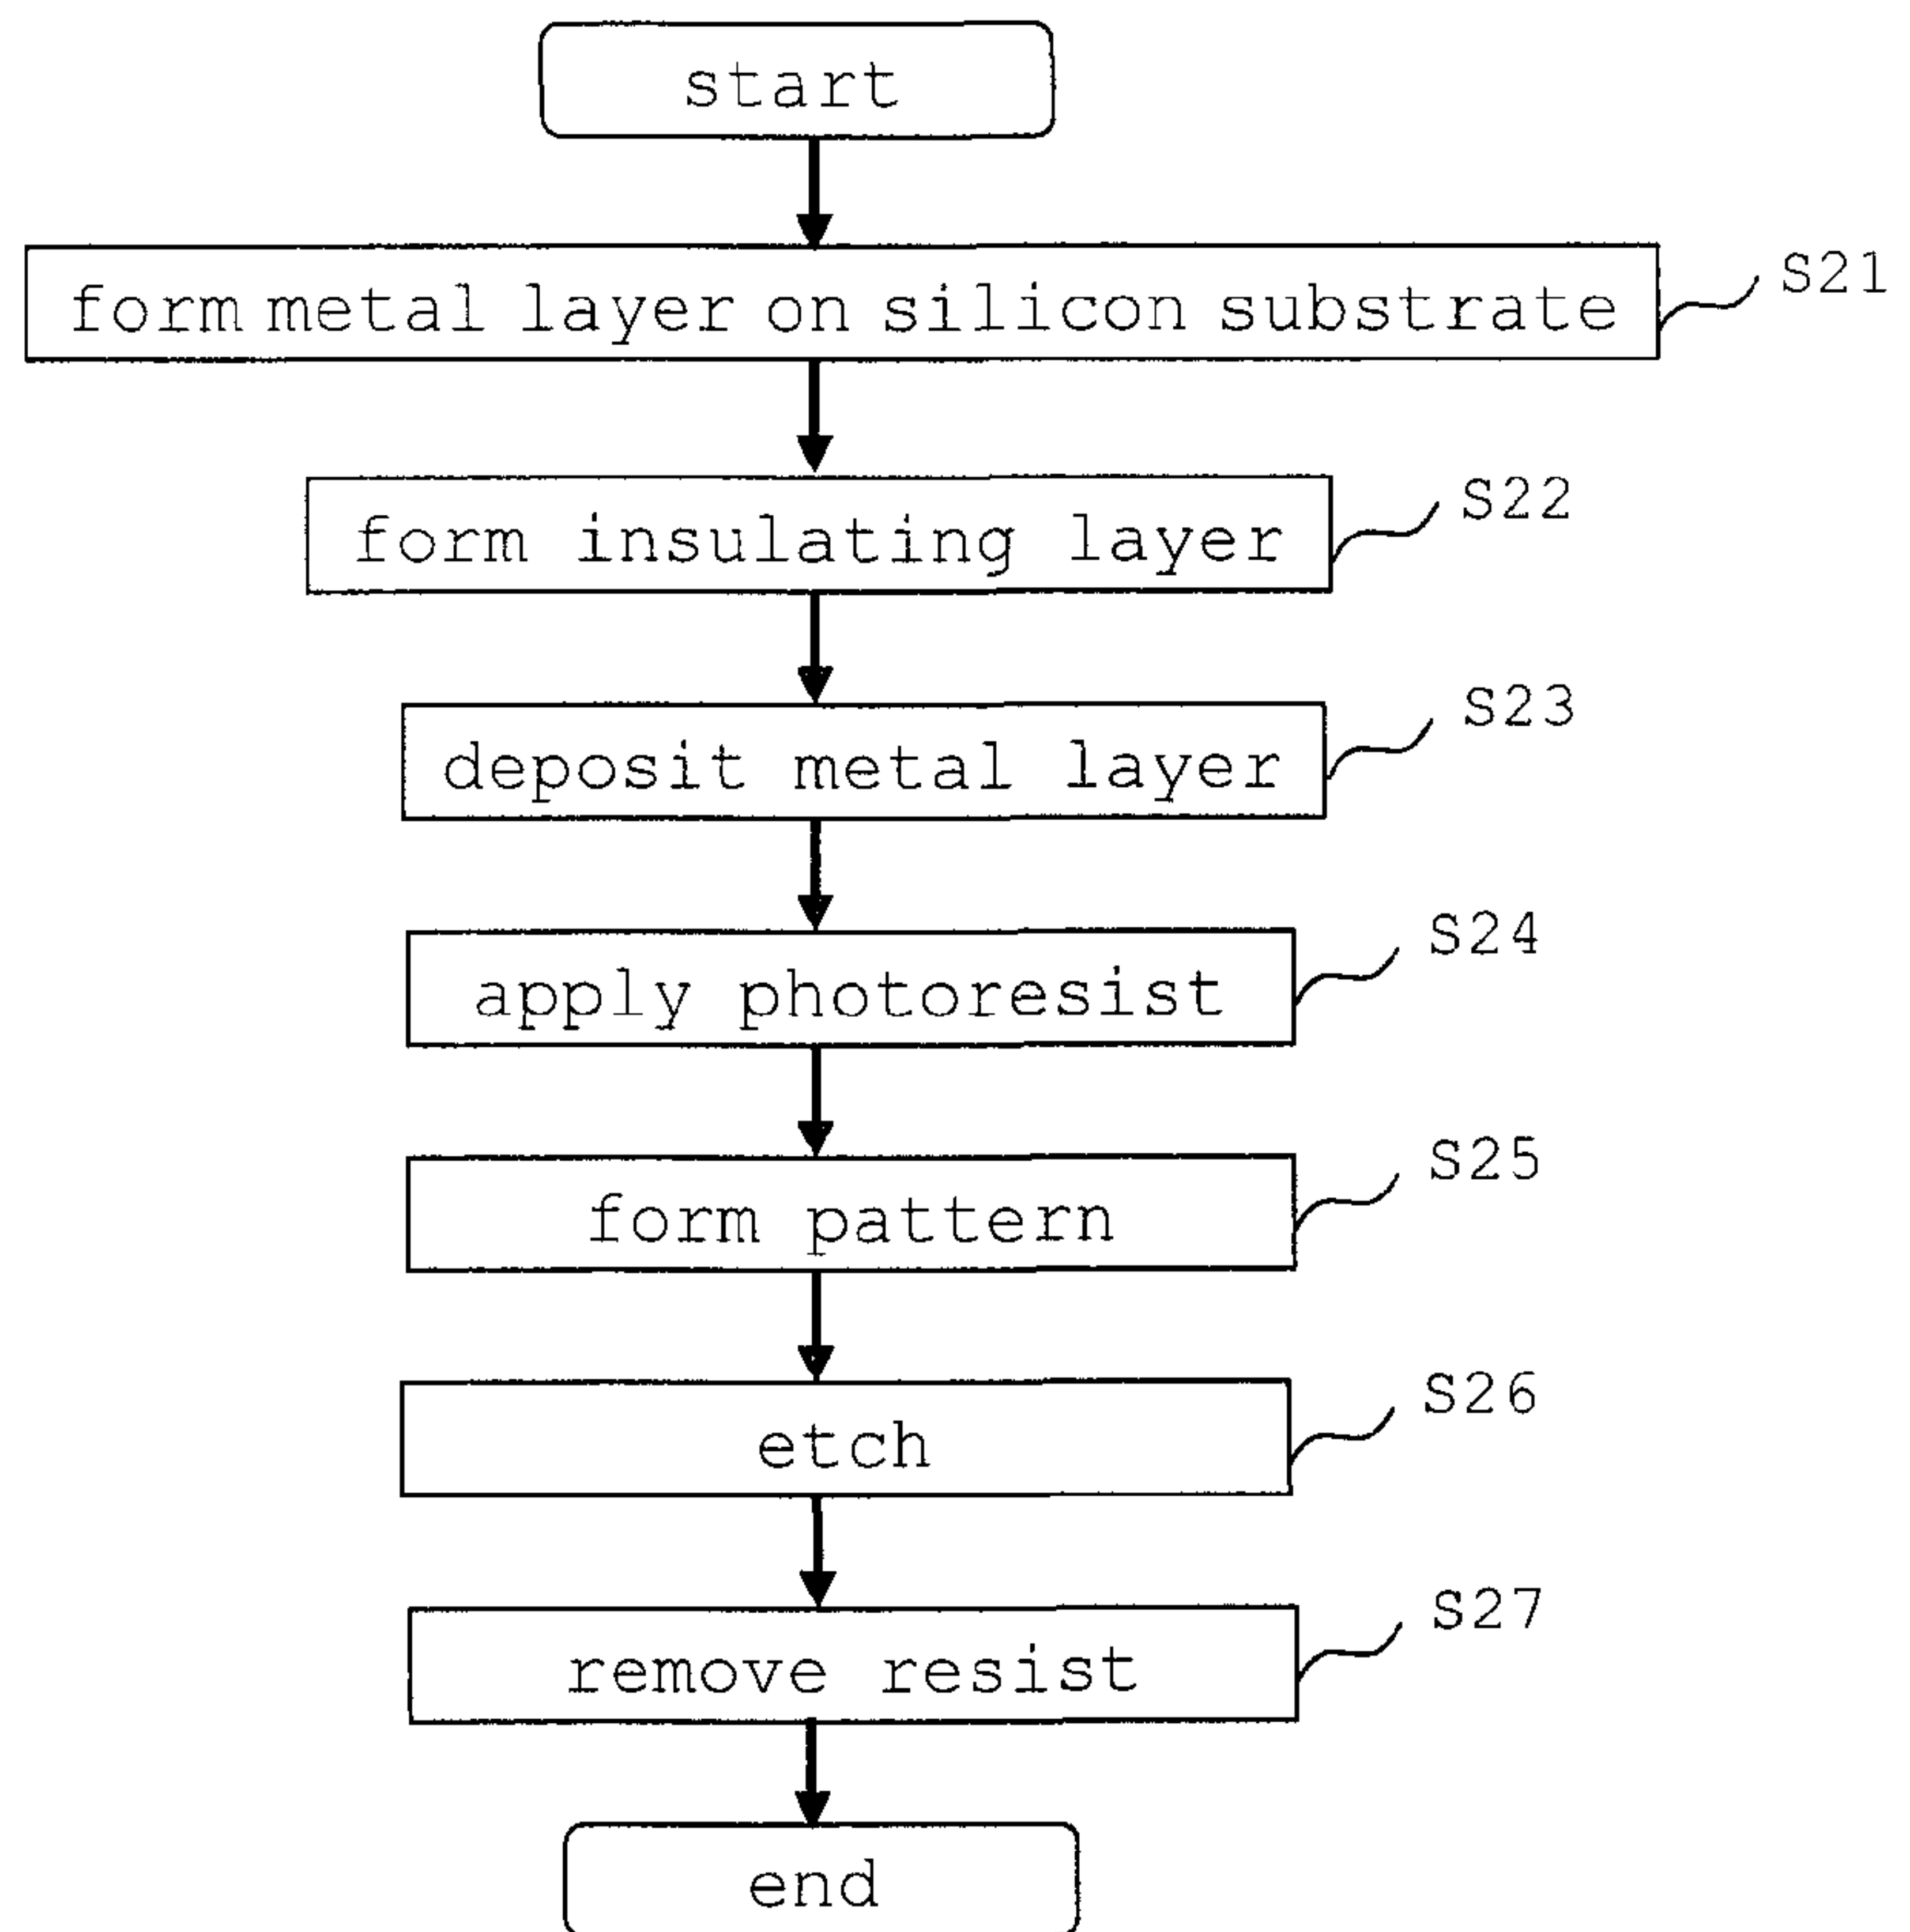 start
form metal layer on silicon substrate
S21
form insulating layer
S22
deposit metal layer
S23
apply photoresist
S24
form pattern
S25
etch
S26
remove resist
S27
end